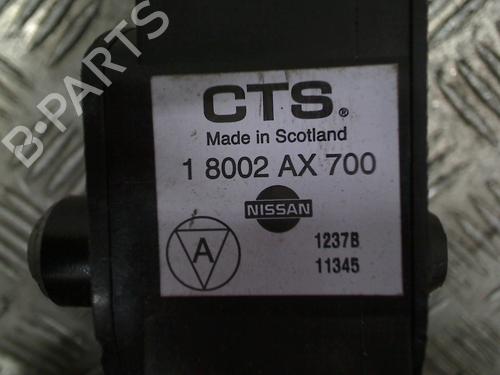 B-PARTS
CTS®
Made in Scotland
1 8002 AX 700
NISSAN
A
1237B
11345